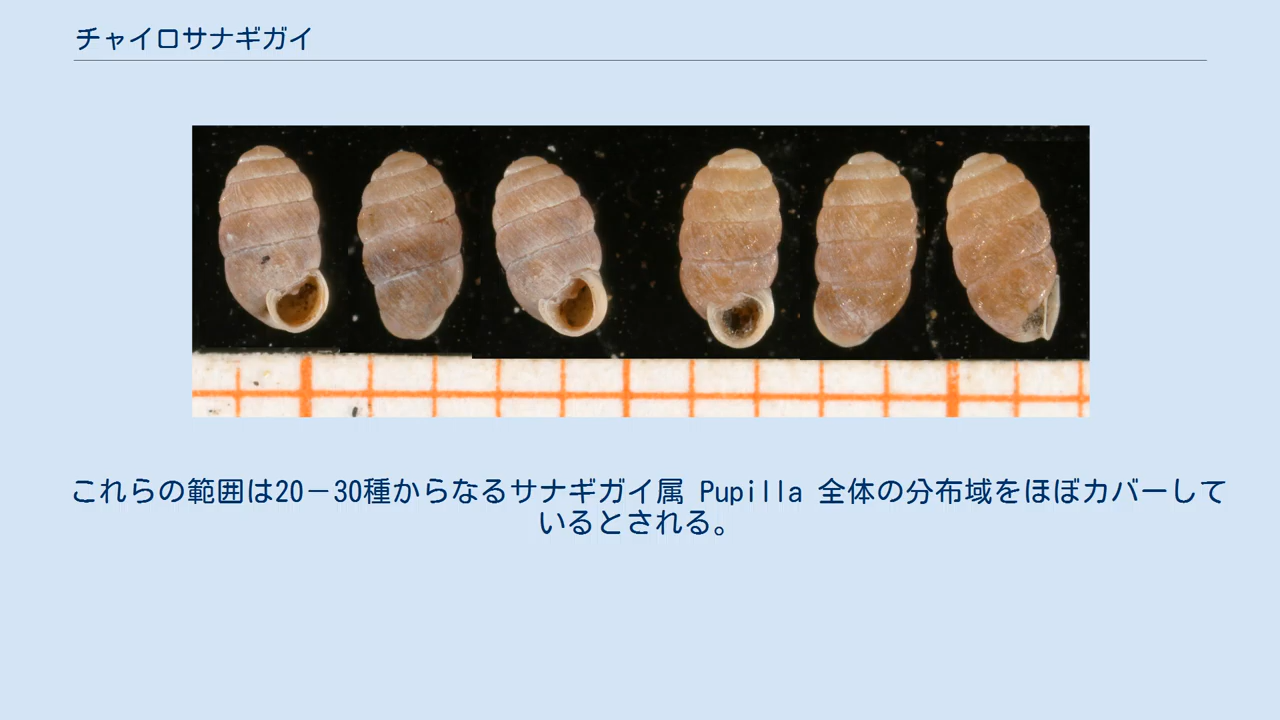 チャイロサナギガイ
これらの範囲は20－30種からなるサナギガイ属 Pupilla 全体の分布域をほぼカバーして
いるとされる。